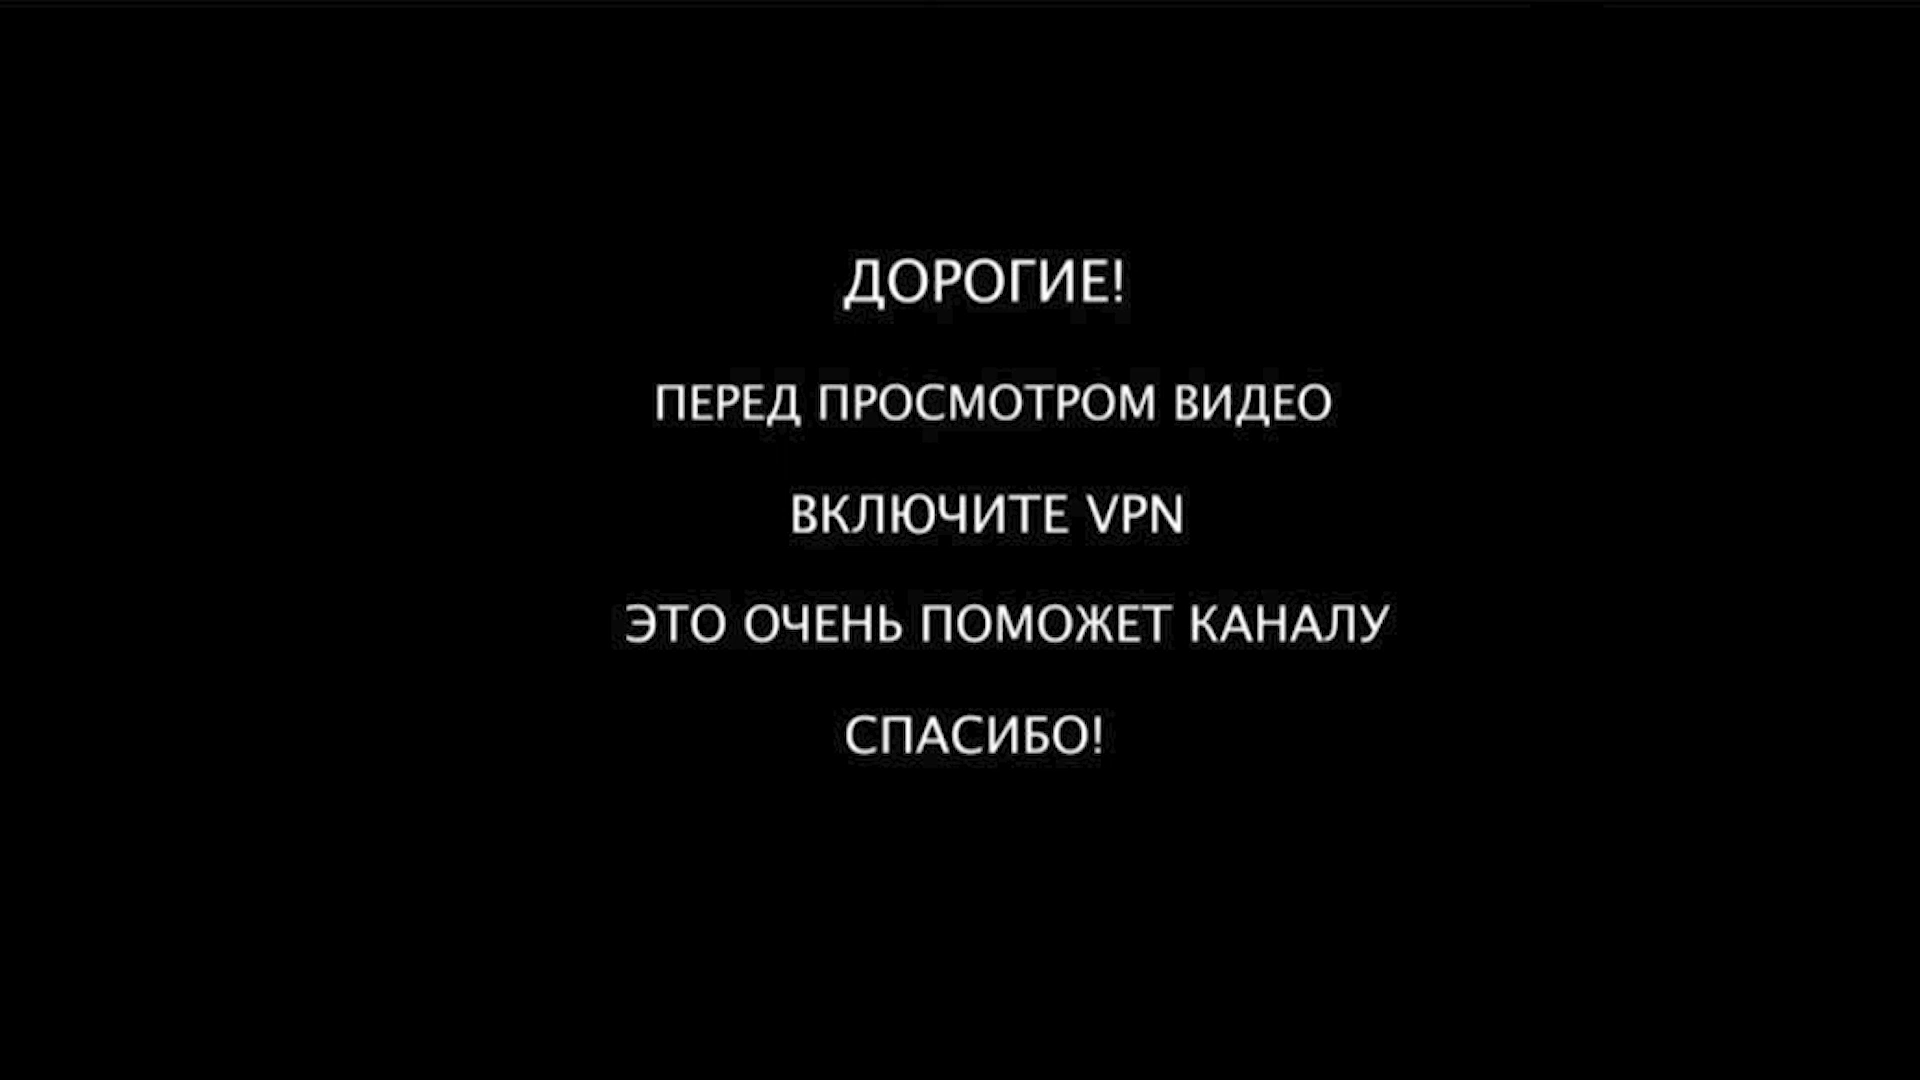 ДОРОГИЕ!
ПЕРЕД ПРОСМОТРОМ ВИДЕО
ВКЛЮЧИТЕ VPN
ЭТО ОЧЕНЬ ПОМОЖЕТ КАНАЛУ
СПАСИБО!